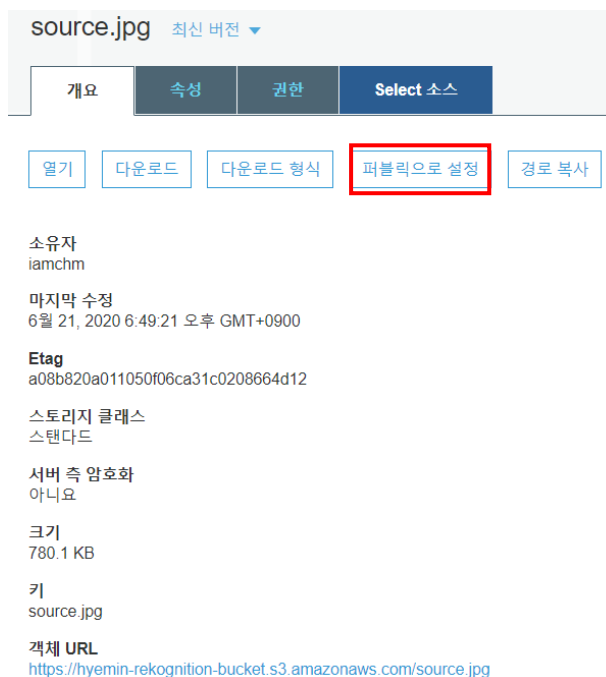 source.jpg 최신 버전
개요 속성 권한 Select 소스
열기 다운로드 다운로드 형식 퍼블릭으로 설정 경로 복사
소유자
iamchm
마지막 수정
6월 21, 2020 6:49:21 오후 GMT+0900
Etag
a08b820a011050f06ca31c0208664d12
스토리지 클래스
스탠다드
서버 측 암호화
아니요
크기
780.1 KB
키
source.jpg
객체 URL
https://hyemin-rekognition-bucket.s3.amazonaws.com/source.jpg